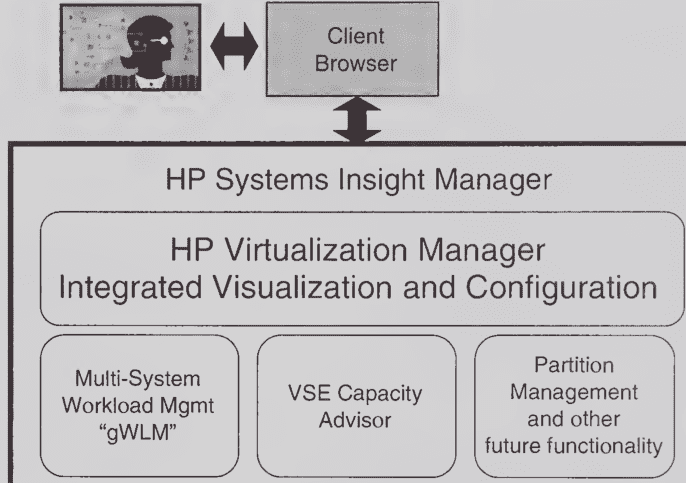 Client
Browser
HP Systems Insight Manager
HP Virtualization Manager
Integrated Visualization and Configuration
Multi-System
Workload Mgmt
“gWLM”
VSE Capacity
Advisor
Partition
Management
and other
future functionality